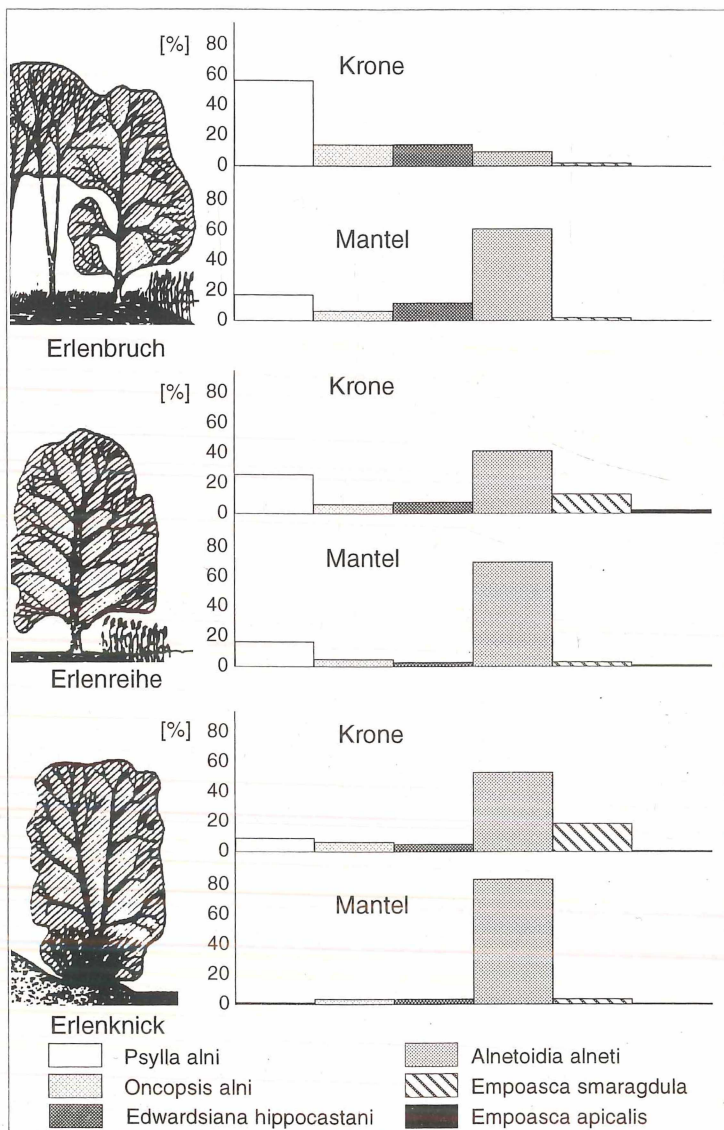 [%]
80
60
40
20
0
Krone
80
60
40
20
0
Mantel
Erlenbruch
[%]
80
60
40
20
0
Krone
80
60
40
20
0
Mantel
Erlenreihe
[%]
80
60
40
20
0
Krone
80
60
40
20
0
Mantel
Erlenknick
Psylla alni
Alnetoidia alneti
Oncopsis alni
Empoasca smaragdula
Edwardsiana hippocastani
Empoasca apicalis